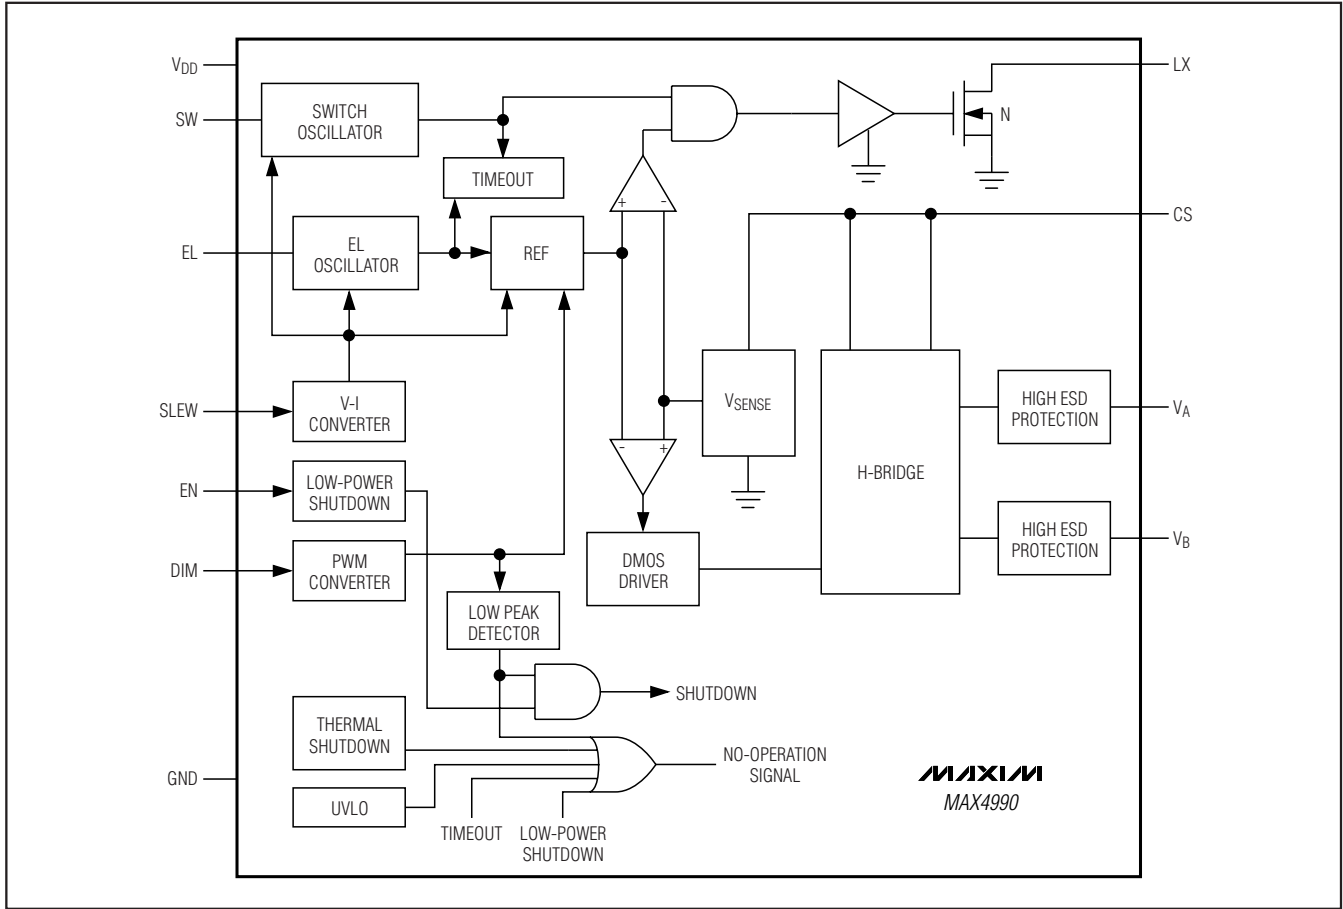 VDD
LX
SW
SWITCH
OSCILLATOR
N
TIMEOUT
+
-
CS
EL
EL
OSCILLATOR
REF
SLEW
V-I
CONVERTER
VSENSE
HIGH ESD
PROTECTION
VA
-
+
H-BRIDGE
EN
LOW-POWER
SHUTDOWN
HIGH ESD
PROTECTION
VB
DIM
PWM
CONVERTER
DMOS
DRIVER
LOW PEAK
DETECTOR
SHUTDOWN
THERMAL
SHUTDOWN
NO-OPERATION
SIGNAL
GND
UVLO
TIMEOUT
LOW-POWER
SHUTDOWN
MAXIM
MAX4990